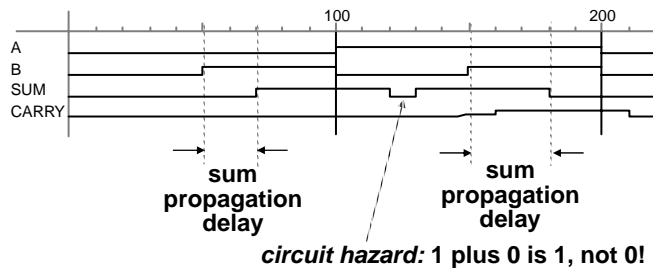 100 200
A
B
SUM
CARRY
sum sum
propagation propagation
delay delay
circuit hazard: 1 plus 0 is 1, not 0!